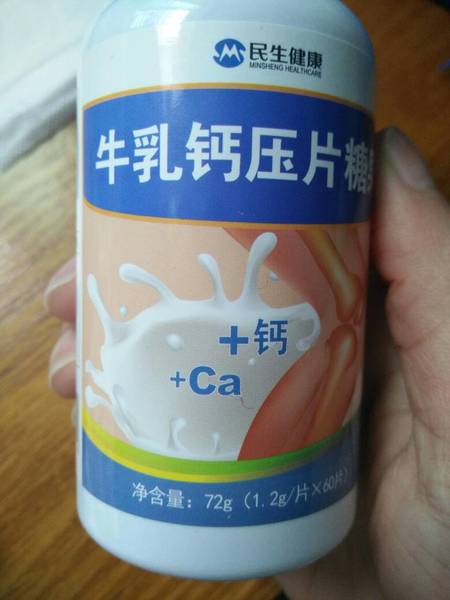 民生健康
MINSHENG HEALTHCARE
牛乳钙压片糖
+钙
+Ca
净含量：72g（1.2g/片×60片）